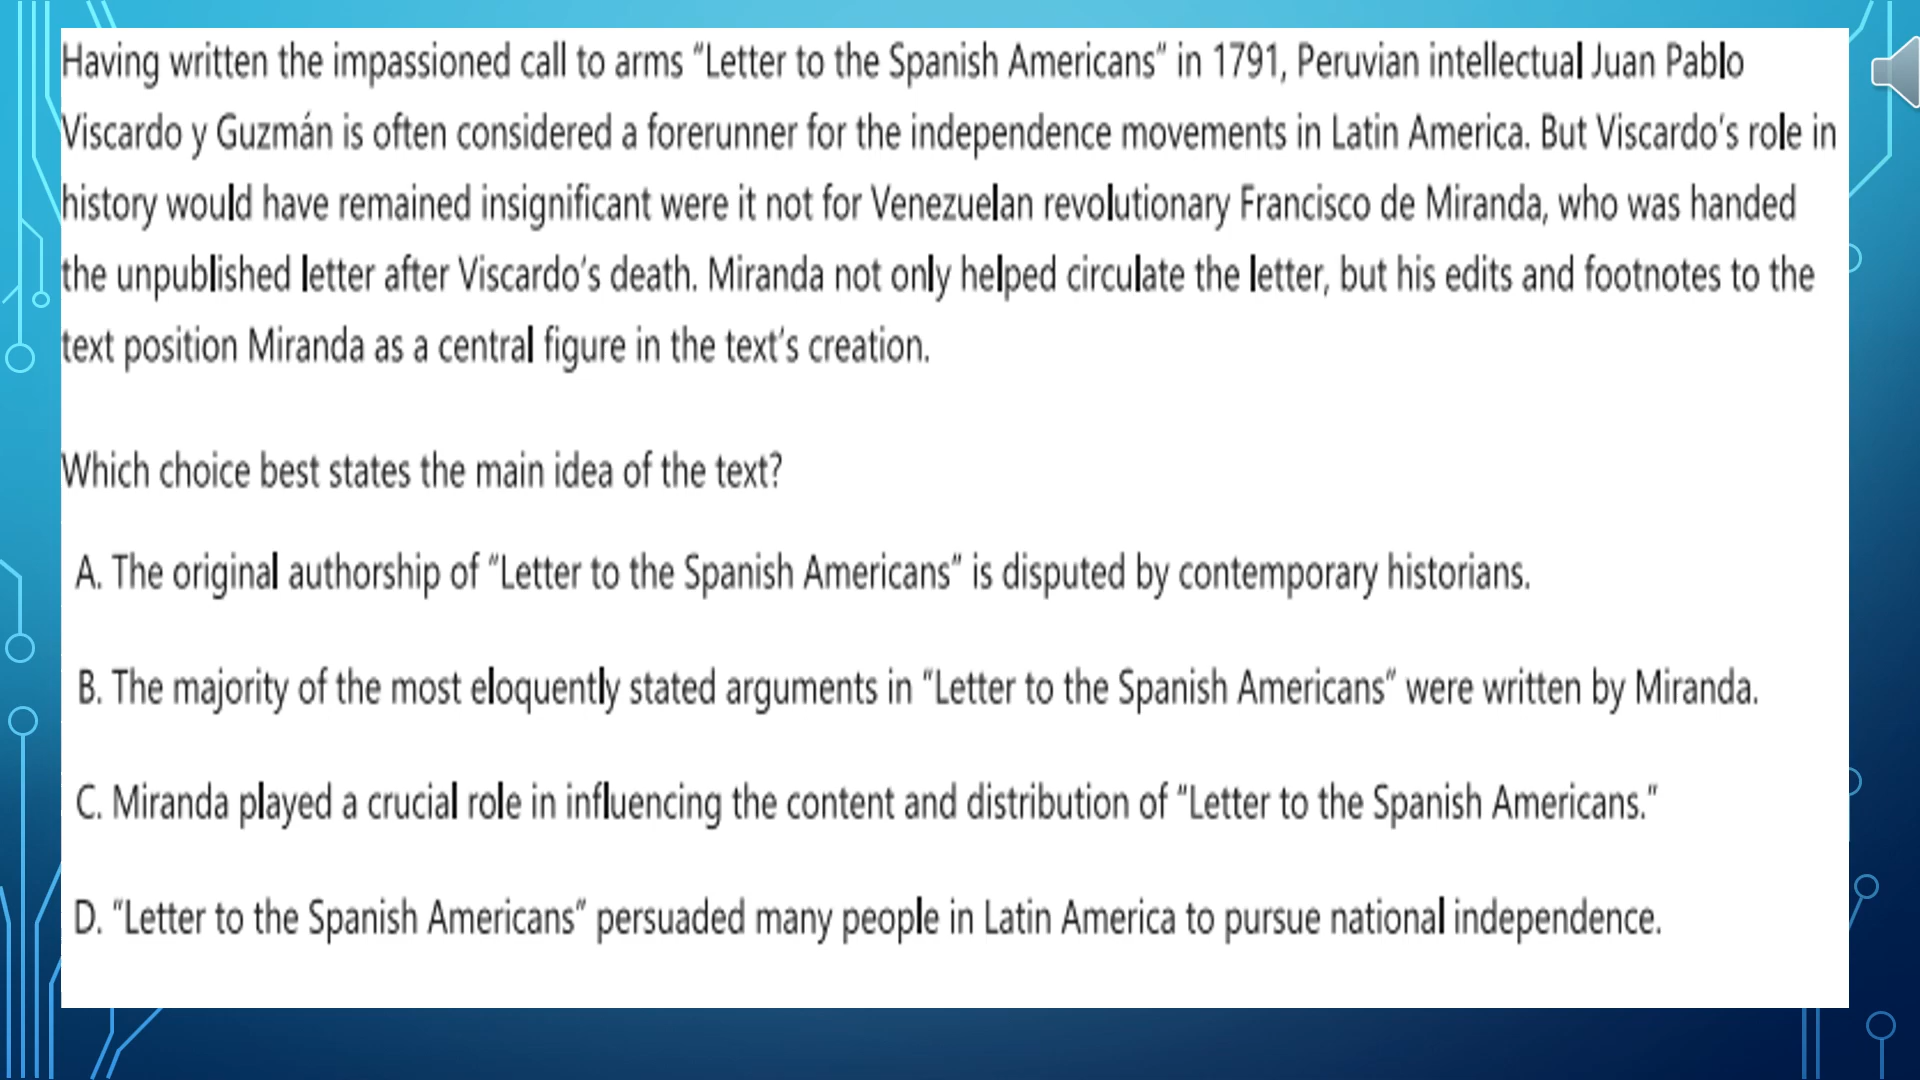 Having written the impassioned call to arms “Letter to the Spanish Americans” in 1791, Peruvian intellectual Juan Pablo
Viscardo y Guzmán is often considered a forerunner for the independence movements in Latin America. But Viscardo’s role in
history would have remained insignificant were it not for Venezuelan revolutionary Francisco de Miranda, who was handed
the unpublished letter after Viscardo’s death. Miranda not only helped circulate the letter, but his edits and footnotes to the
text position Miranda as a central figure in the text’s creation.
Which choice best states the main idea of the text?
A. The original authorship of “Letter to the Spanish Americans” is disputed by contemporary historians.
B. The majority of the most eloquently stated arguments in “Letter to the Spanish Americans” were written by Miranda.
C. Miranda played a crucial role in influencing the content and distribution of “Letter to the Spanish Americans.”
D. “Letter to the Spanish Americans” persuaded many people in Latin America to pursue national independence.